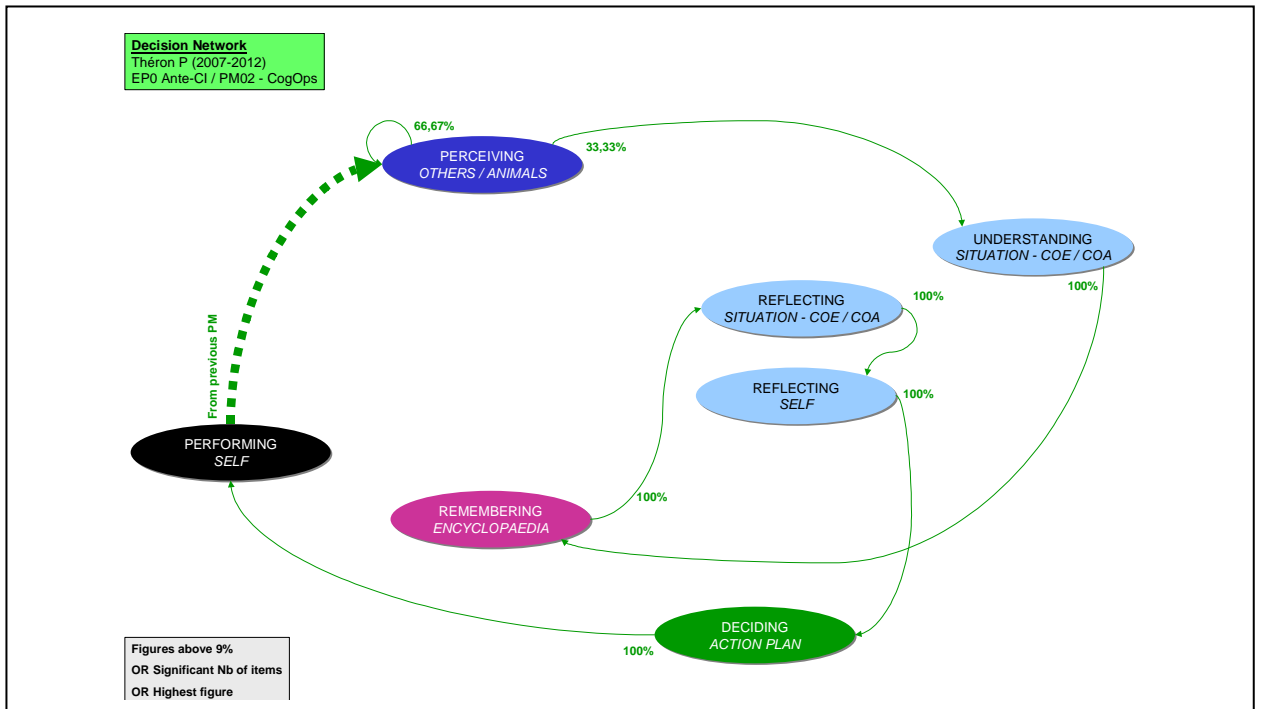 Decision Network
Théron P (2007-2012)
EP0 Ante-CI / PM02 - CogOps
66,67%
PERCEIVING
OTHERS / ANIMALS
33,33%
UNDERSTANDING
SITUATION - COE / COA
100%
REFLECTING
SITUATION - COE / COA
100%
REFLECTING
SELF
100%
From previous PM
PERFORMING
SELF
REMEMBERING
ENCYCLOPAEDIA
100%
DECIDING
ACTION PLAN
100%
Figures above 9%
OR Significant Nb of items
OR Highest figure